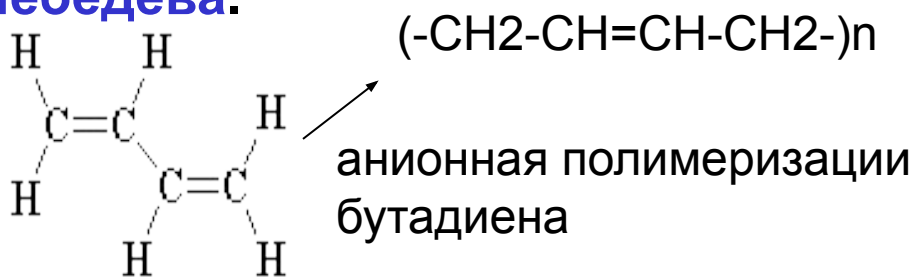 Лебедева.
(-CH2-CH=CH-CH2-)n
H H
C=C H
H C=C
H H
анионная полимеризации
бутадиена